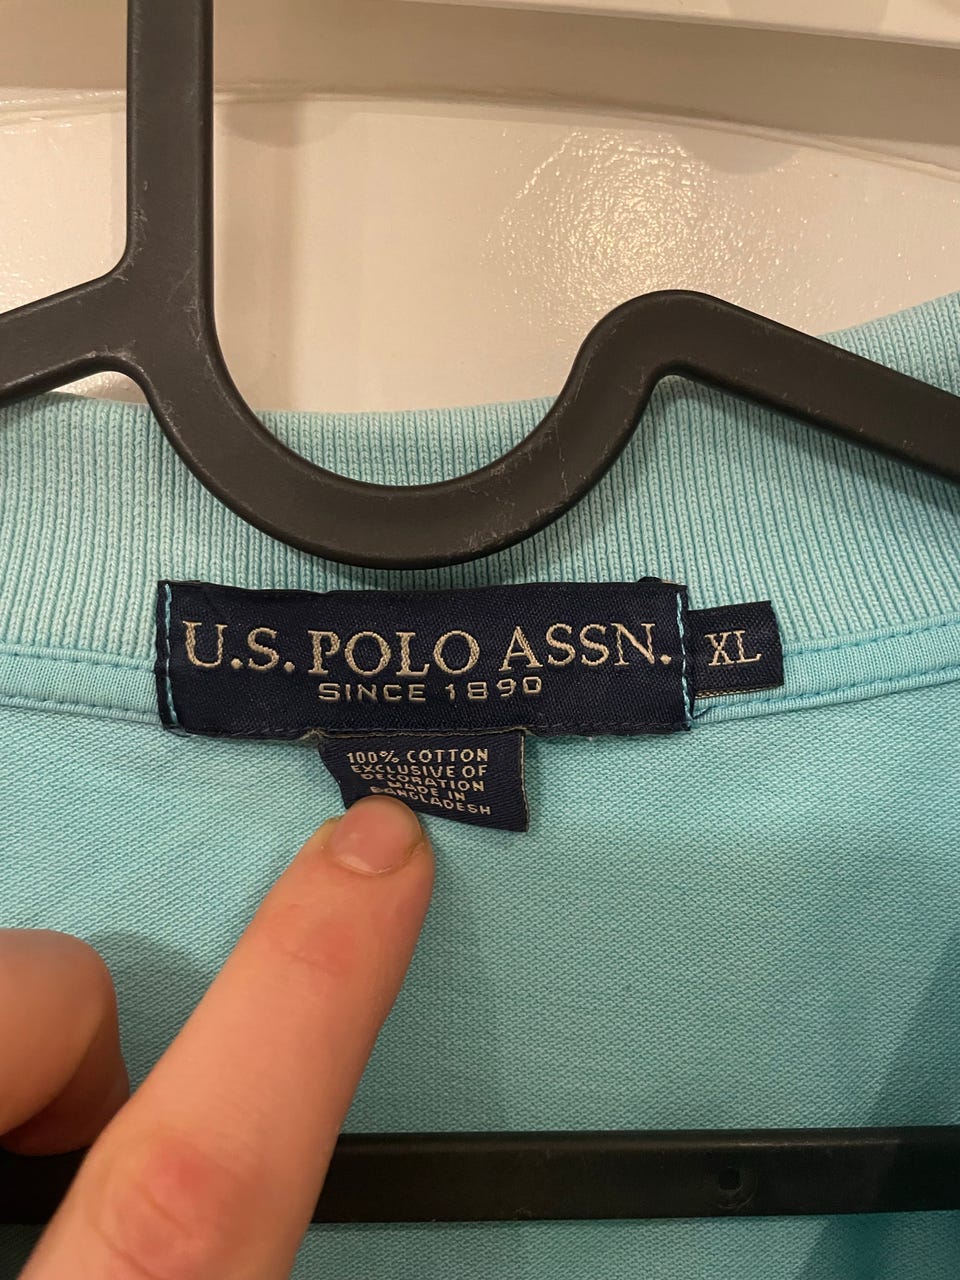 U.S. POLO ASSN.
SINCE 1890
XL
100% COTTON
EXCLUSIVE OF
DECORATION
MADE IN
BANGLADESH